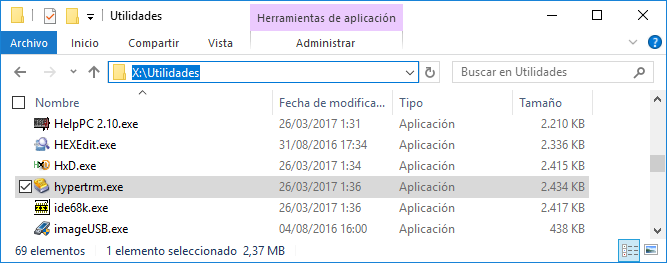 Utilidades
Herramientas de aplicación
Archivo Inicio Compartir Vista Administrar
X:\Utilidades
Buscar en Utilidades
Nombre Fecha de modifica... Tipo Tamaño
HelpPC 2.10.exe 26/03/2017 1:31 Aplicación 2.210 KB
HEXEdit.exe 31/08/2016 17:34 Aplicación 2.336 KB
HxD.exe 26/03/2017 1:34 Aplicación 2.415 KB
hypertrm.exe 26/03/2017 1:36 Aplicación 2.434 KB
ide68k.exe 26/03/2017 1:36 Aplicación 2.417 KB
imageUSB.exe 04/08/2016 16:00 Aplicación 438 KB
69 elementos 1 elemento seleccionado 2,37 MB